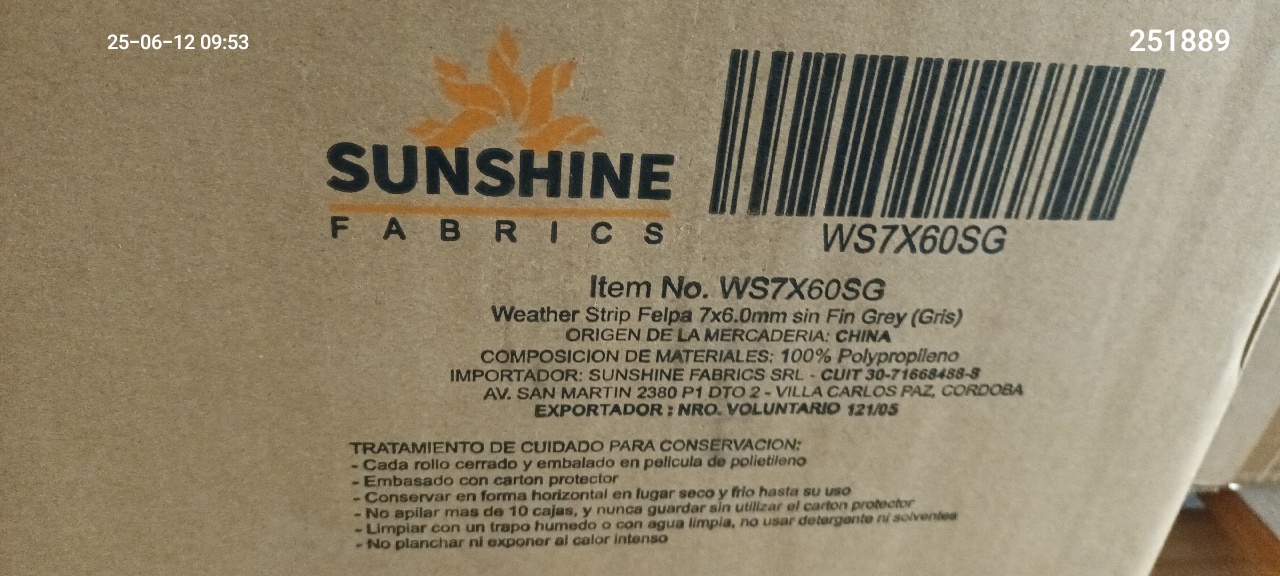 25-06-12 09:53
251889
SUNSHINE
FABRICS
WS7X60SG
Item No. WS7X60SG
Weather Strip Felpa 7x6.0mm sin Fin Grey (Gris)
ORIGEN DE LA MERCADERIA: CHINA
COMPOSICION DE MATERIALES: 100% Polypropileno
IMPORTADOR: SUNSHINE FABRICS SRL - CUIT 30-71668488-8
AV. SAN MARTIN 2380 P1 DTO 2 - VILLA CARLOS PAZ, CORDOBA
EXPORTADOR : NRO. VOLUNTARIO 121/05
TRATAMIENTO DE CUIDADO PARA CONSERVACION:
- Cada rollo cerrado y embalado en pelicula de polietileno
- Embasado con carton protector
- Conservar en forma horizontal en lugar seco y frio hasta su uso
- No apilar mas de 10 cajas, y nunca guardar sin utilizar el carton protector
- Limpiar con un trapo humedo o con agua limpia, no usar detergente ni solventes
- No planchar ni exponer al calor intenso